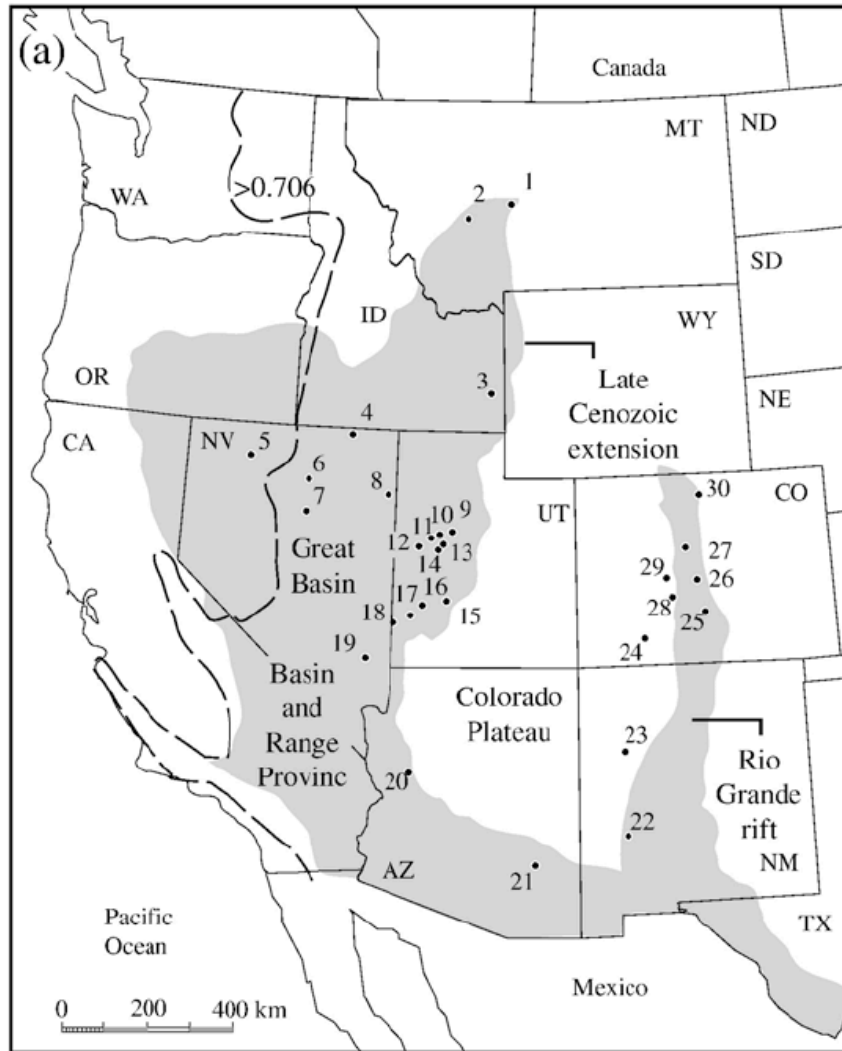 (a)
Canada
MT
ND
1
2
WA
>0.706
SD
ID
WY
OR
3
Late
Cenozoic
extension
NE
4
CA
NV
5
6
7
8
30
CO
UT
11 10 9
12
13
14
Great
Basin
27
29
26
28
25
17 16
15
18
24
19
Basin
and
Range
Provinc
Colorado
Plateau
23
Rio
Grande
rift
20
22
NM
AZ
21
TX
Pacific
Ocean
Mexico
0 200 400 km